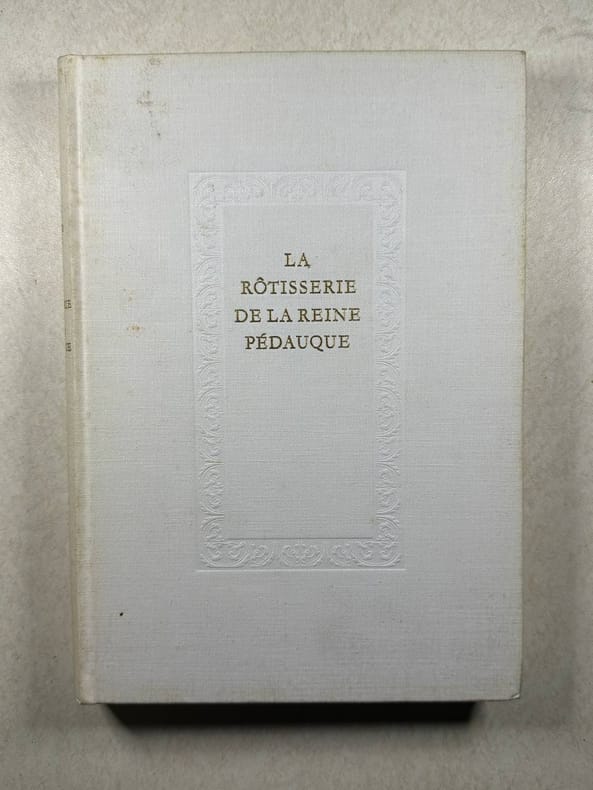 LA
RÔTISSERIE
DE LA REINE
PÉDAUQUE